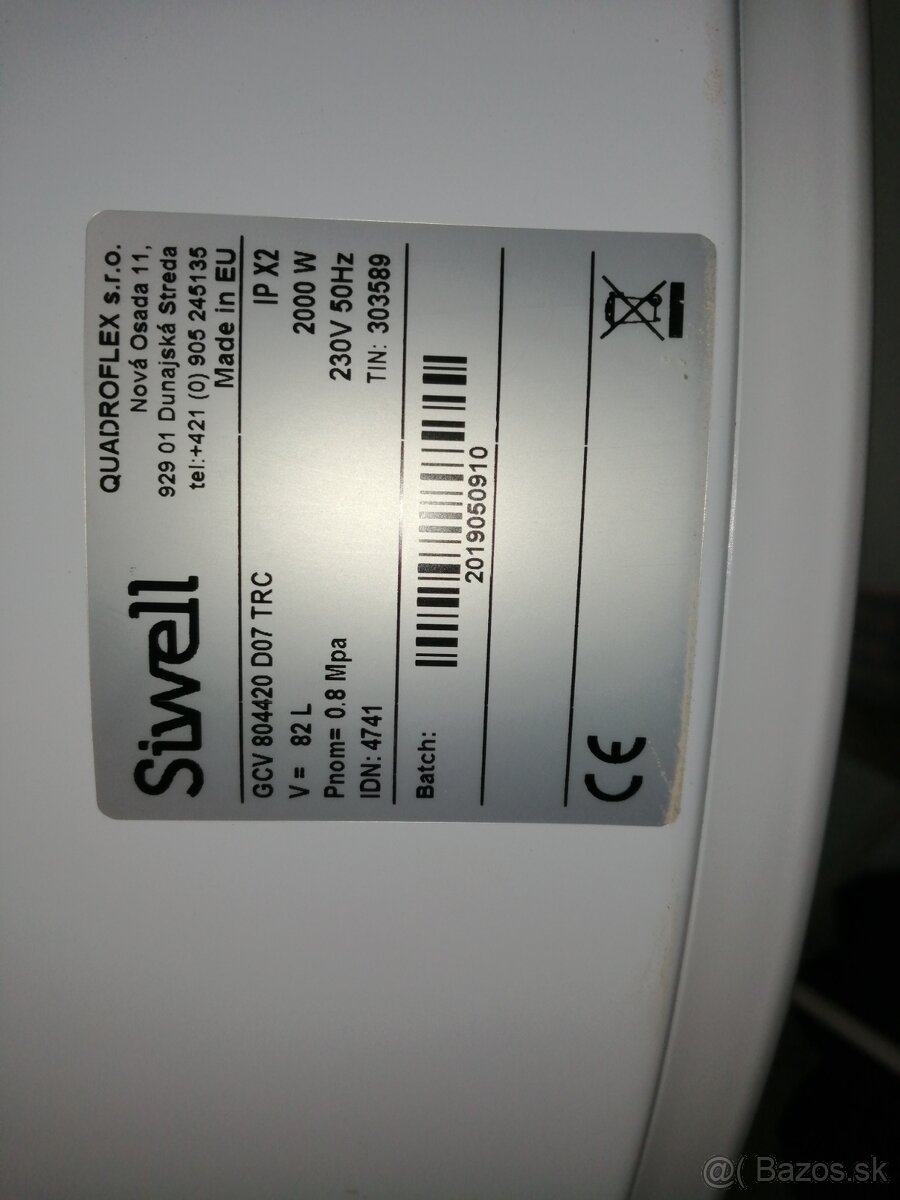 Siwell
QUADROFLEX s.r.o.
Nová Osada 11,
929 01 Dunajská Streda
tel:+421 (0) 905 245135
Made in EU
GCV 804420 D07 TRC IP X2
V = 82 L 2000 W
Pnom= 0.8 Mpa 230V 50Hz
IDN: 4741 TIN: 303589
Batch:
2019050910
CE
@( Bazos.sk